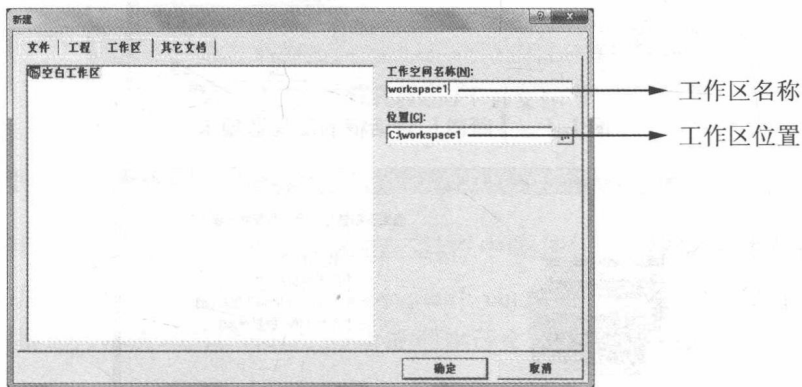 新建
文件 工程 工作区 其它文档
空白工作区
工作空间名称[N]:
workspace1
工作区名称
位置[C]:
C:\workspace1
...
工作区位置
确定
取消